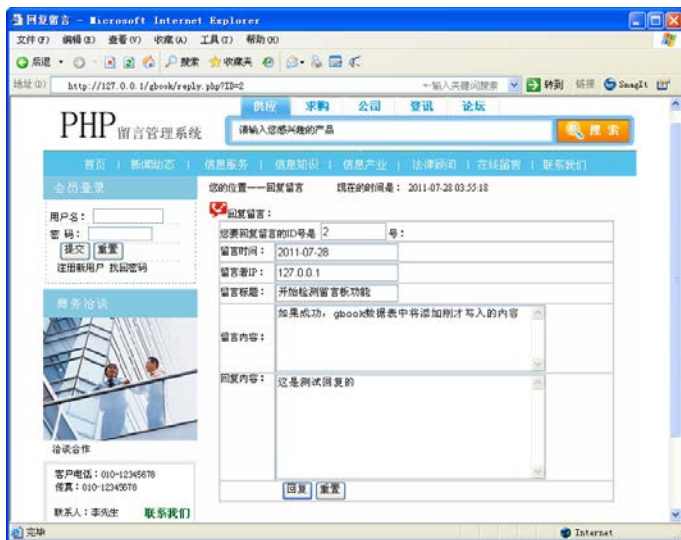 回复留言 - Microsoft Internet Explorer
文件(F) 编辑(E) 查看(V) 收藏(A) 工具(T) 帮助(H)
后退 搜索 收藏夹
地址(D) http://127.0.0.1/gbook/reply.php?ID=2 ←输入关键词搜索 转到 链接 SnagIt
供应 求购 公司 资讯 论坛
PHP留言管理系统 请输入您感兴趣的产品 搜索
首页 | 新闻动态 | 信息服务 | 信息知识 | 信息产业 | 法律顾问 | 在线留言 | 联系我们
会员登录
用户名:
密 码:
提交 重置
注册新用户 找回密码
商务洽谈
洽谈合作
客户电话:010-12345678
传真:010-12345678
联系人:李先生 联系我们
您的位置——回复留言 现在的时间是: 2011-07-28 03:55:18
回复留言:
您要回复留言的ID号是 2 号:
留言时间: 2011-07-28
留言者IP: 127.0.0.1
留言标题: 开始检测留言板功能
留言内容: 如果成功,gbook数据表中将添加刚才写入的内容
回复内容: 这是测试回复的
回复 重置
完毕 Internet